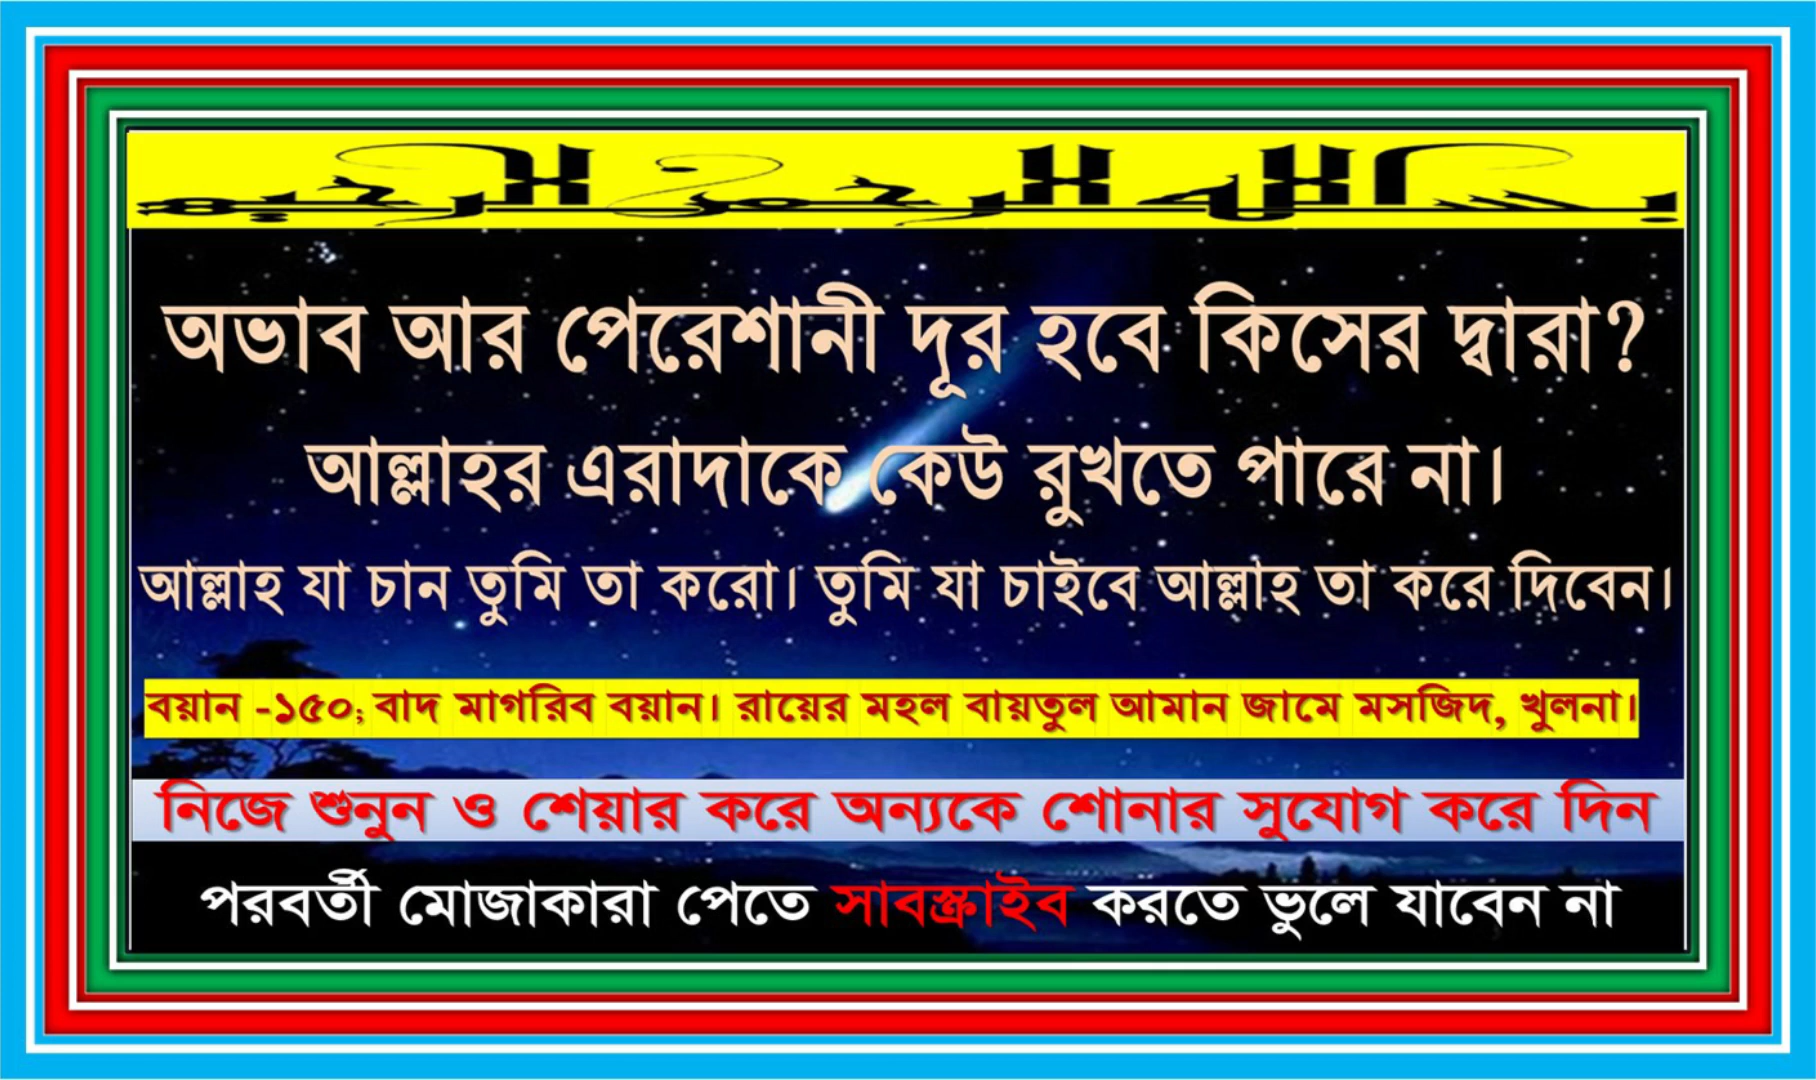 بسم الله الرحمن الرحيم
অভাব আর পেরেশানী দূর হবে কিসের দ্বারা?
আল্লাহর এরাদাকে কেউ রুখতে পারে না।
আল্লাহ যা চান তুমি তা করো। তুমি যা চাইবে আল্লাহ তা করে দিবেন।
বয়ান -১৫০; বাদ মাগরিব বয়ান। রায়ের মহল বায়তুল আমান জামে মসজিদ, খুলনা।
নিজে শুনুন ও শেয়ার করে অন্যকে শোনার সুযোগ করে দিন
পরবর্তী মোজাকারা পেতে সাবস্ক্রাইব করতে ভুলে যাবেন না